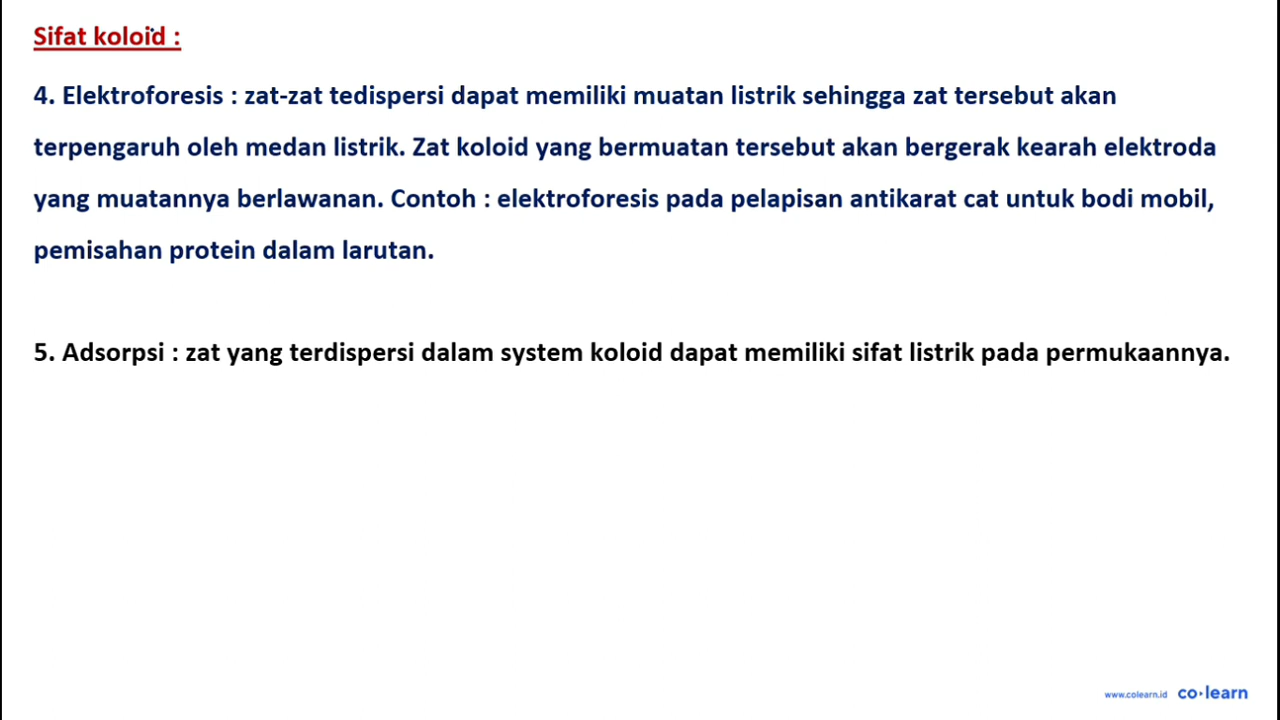 Sifat koloid :
4. Elektroforesis : zat-zat tedispersi dapat memiliki muatan listrik sehingga zat tersebut akan
terpengaruh oleh medan listrik. Zat koloid yang bermuatan tersebut akan bergerak kearah elektroda
yang muatannya berlawanan. Contoh : elektroforesis pada pelapisan antikarat cat untuk bodi mobil,
pemisahan protein dalam larutan.
5. Adsorpsi : zat yang terdispersi dalam system koloid dapat memiliki sifat listrik pada permukaannya.
www.colearn.id co·learn